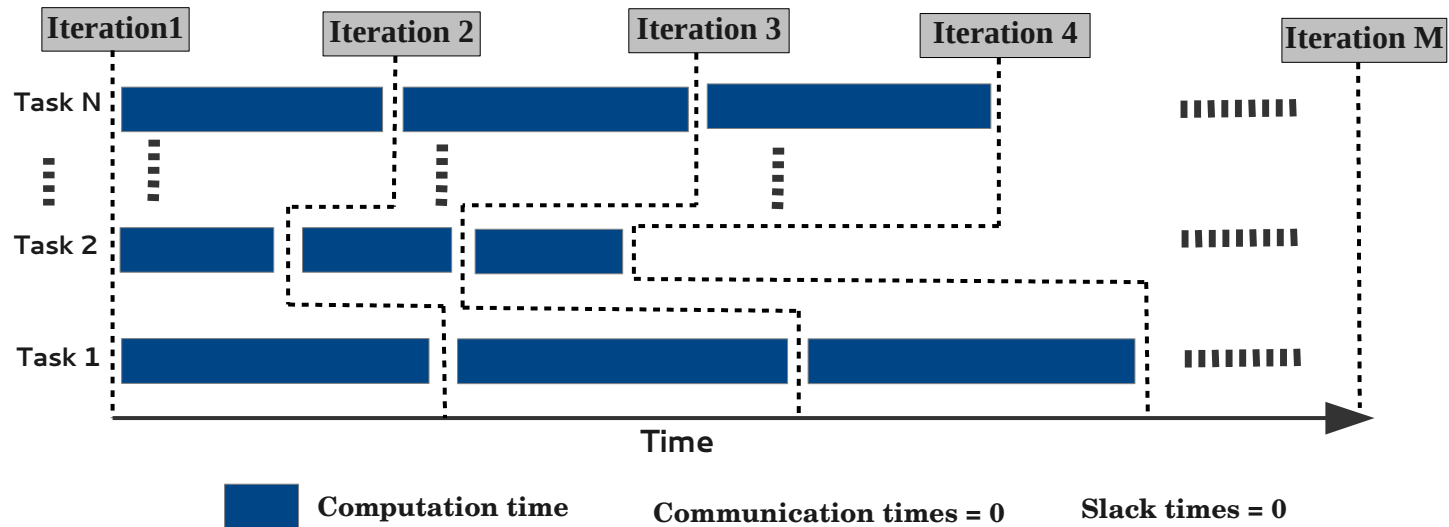 Iteration1
Iteration 2
Iteration 3
Iteration 4
Iteration M
Task N
Task 2
Task 1
Time
Computation time
Communication times = 0
Slack times = 0